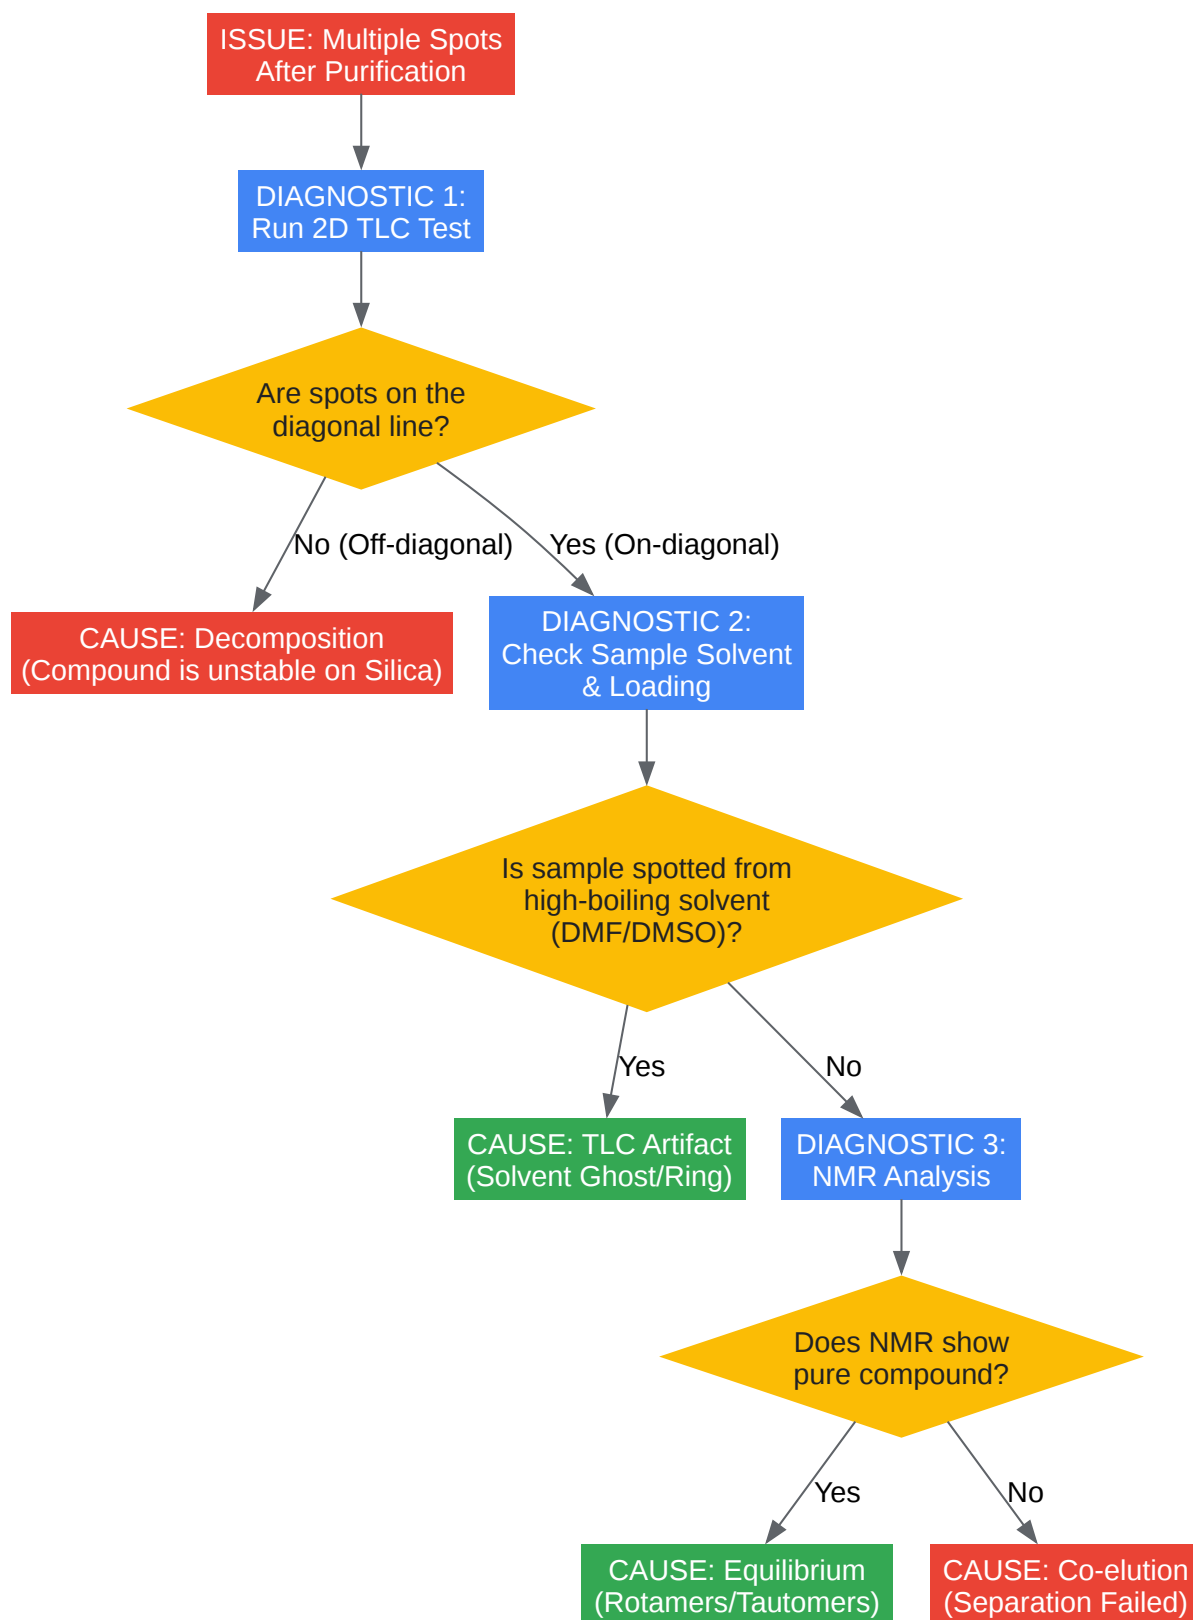 ISSUE: Multiple Spots
After Purification
DIAGNOSTIC 1:
Run 2D TLC Test
Are spots on the
diagonal line?
No (Off-diagonal)
Yes (On-diagonal)
CAUSE: Decomposition
(Compound is unstable on Silica)
DIAGNOSTIC 2:
Check Sample Solvent
& Loading
Is sample spotted from
high-boiling solvent
(DMF/DMSO)?
Yes
No
CAUSE: TLC Artifact
(Solvent Ghost/Ring)
DIAGNOSTIC 3:
NMR Analysis
Does NMR show
pure compound?
Yes
No
CAUSE: Equilibrium
(Rotamers/Tautomers)
CAUSE: Co-elution
(Separation Failed)